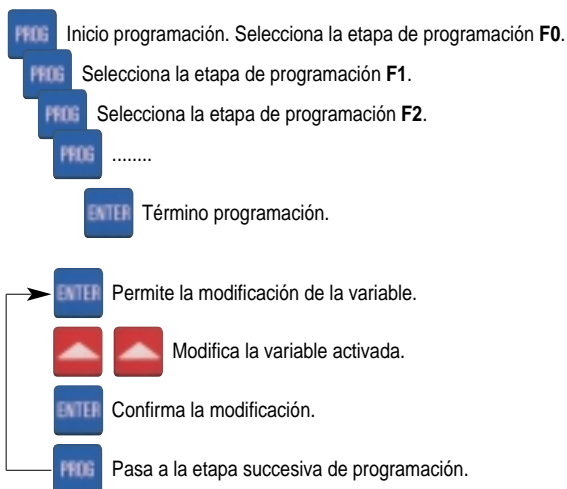 PROG Inicio programación. Selecciona la etapa de programación F0.
PROG Selecciona la etapa de programación F1.
PROG Selecciona la etapa de programación F2.
PROG ........
ENTER Término programación.
ENTER Permite la modificación de la variable.
Modifica la variable activada.
ENTER Confirma la modificación.
PROG Pasa a la etapa succesiva de programación.